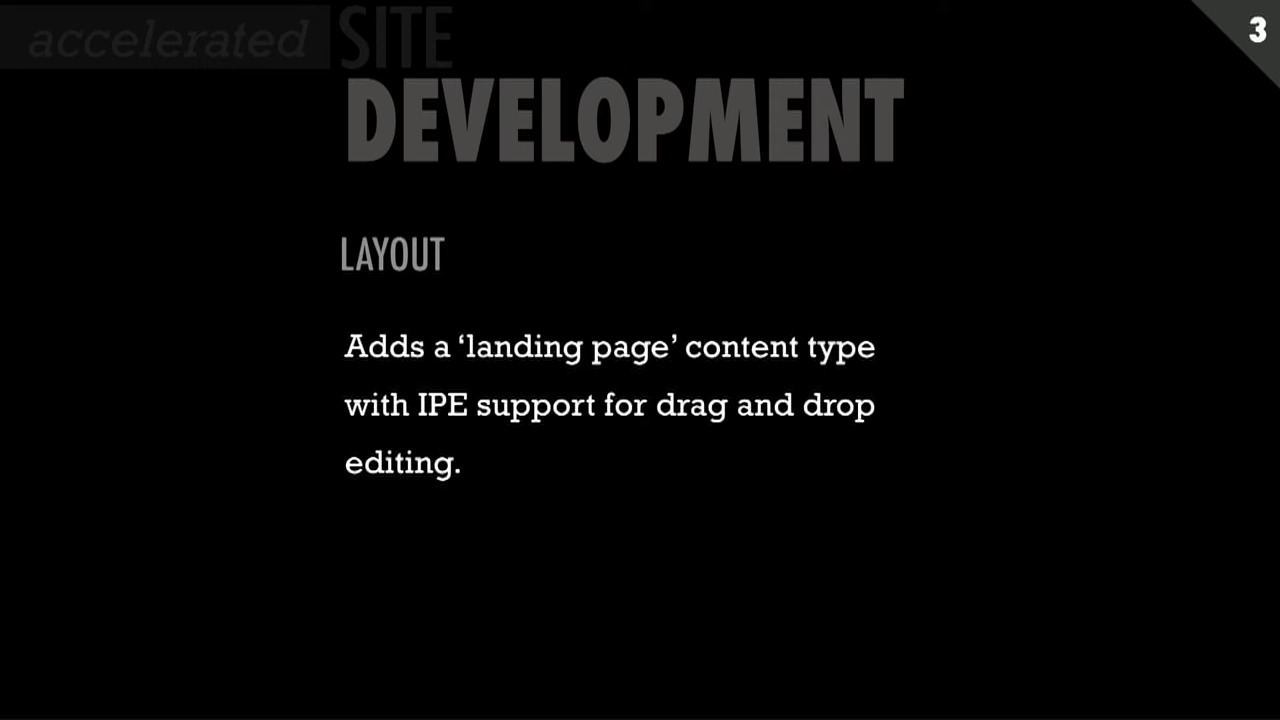 accelerated SITE
3
DEVELOPMENT
LAYOUT
Adds a ‘landing page’ content type
with IPE support for drag and drop
editing.